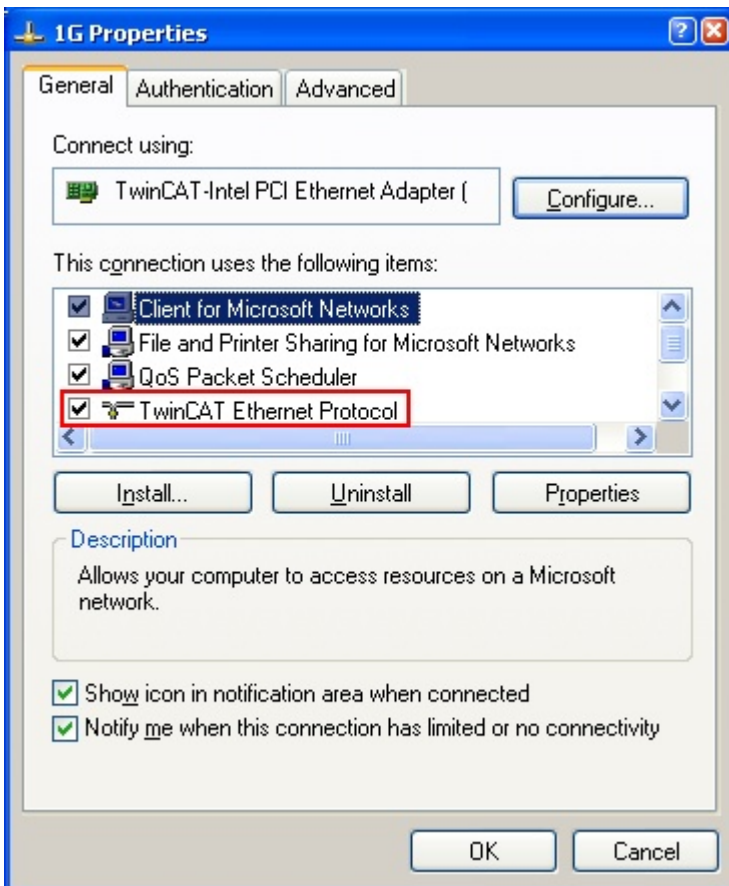 1G Properties
General Authentication Advanced
Connect using:
TwinCAT-Intel PCI Ethernet Adapter (
Configure...
This connection uses the following items:
Client for Microsoft Networks
File and Printer Sharing for Microsoft Networks
QoS Packet Scheduler
TwinCAT Ethernet Protocol
Install... Uninstall Properties
Description
Allows your computer to access resources on a Microsoft
network.
Show icon in notification area when connected
Notify me when this connection has limited or no connectivity
OK Cancel